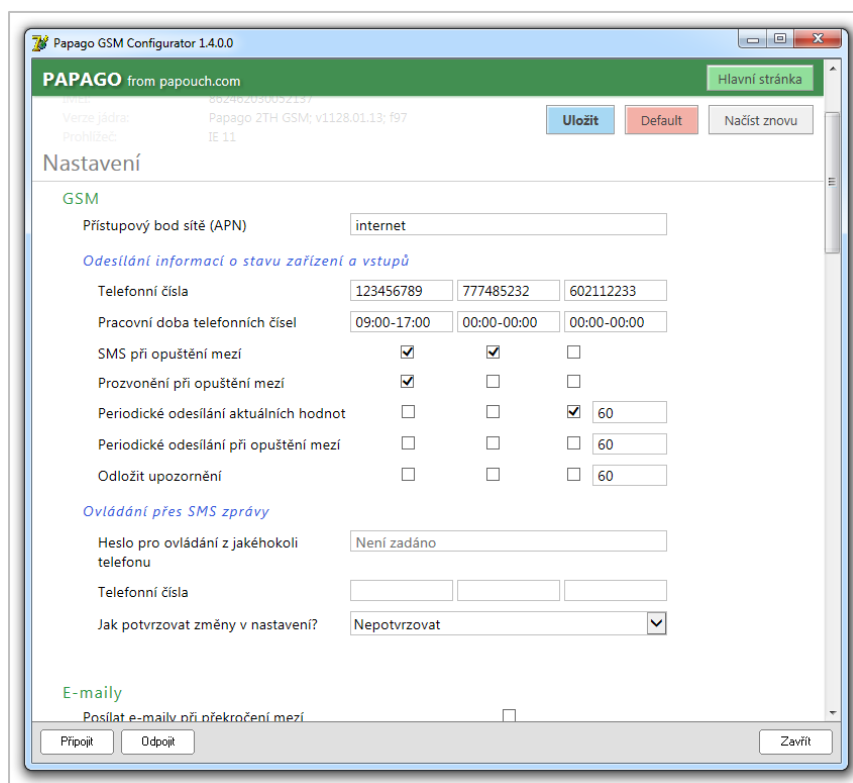 Papago GSM Configurator 1.4.0.0
PAPAGO from papouch.com
Hlavní stránka
862462030052137
Verze jádra: Papago 2TH GSM; v1128.01.13; f97
Prohlížeč: IE 11
Uložit Default Načíst znovu
Nastavení
GSM
Přístupový bod sítě (APN) internet
Odesílání informací o stavu zařízení a vstupů
Telefonní čísla 123456789 777485232 602112233
Pracovní doba telefonních čísel 09:00-17:00 00:00-00:00 00:00-00:00
SMS při opuštění mezí
Prozvonění při opuštění mezí
Periodické odesílání aktuálních hodnot 60
Periodické odesílání při opuštění mezí 60
Odložit upozornění 60
Ovládání přes SMS zprávy
Heslo pro ovládání z jakéhokoli Není zadáno
telefonu
Telefonní čísla
Jak potvrzovat změny v nastavení? Nepotvrzovat
E-maily
Posílat e-maily při překročení mezí
Připojit Odpojit Zavřít